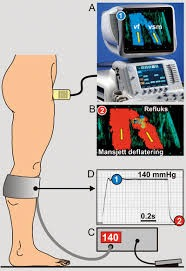 A
1
vf
vsm
B
2
Refluks
Mansjett deflatering
D
1
140 mmHg
0.2s
2
C
140